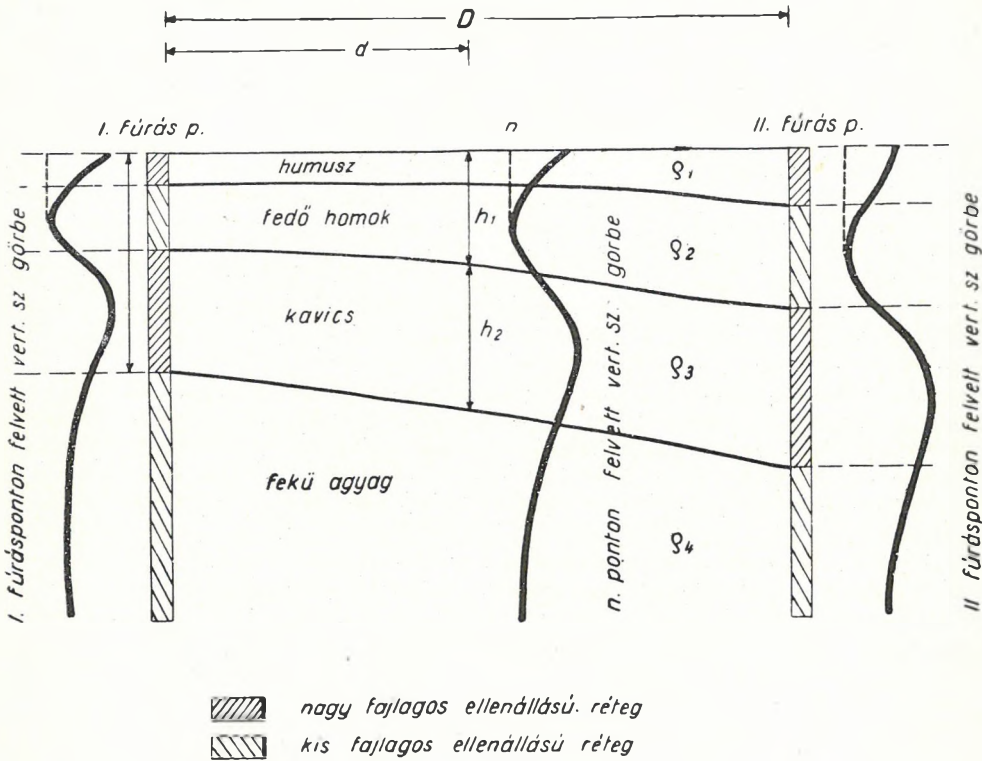 D
d
I. fúrás p.
n
II. fúrás p.
humusz
ρ1
fedő homok
h1
ρ2
kavics
h2
ρ3
fekü agyag
ρ4
I. fúrásponton felvett vert. sz görbe
n. ponton felvett vert. sz görbe
II fúrásponton felvett vert. sz görbe
nagy fajlagos ellenállású. réteg
kis fajlagos ellenállású réteg